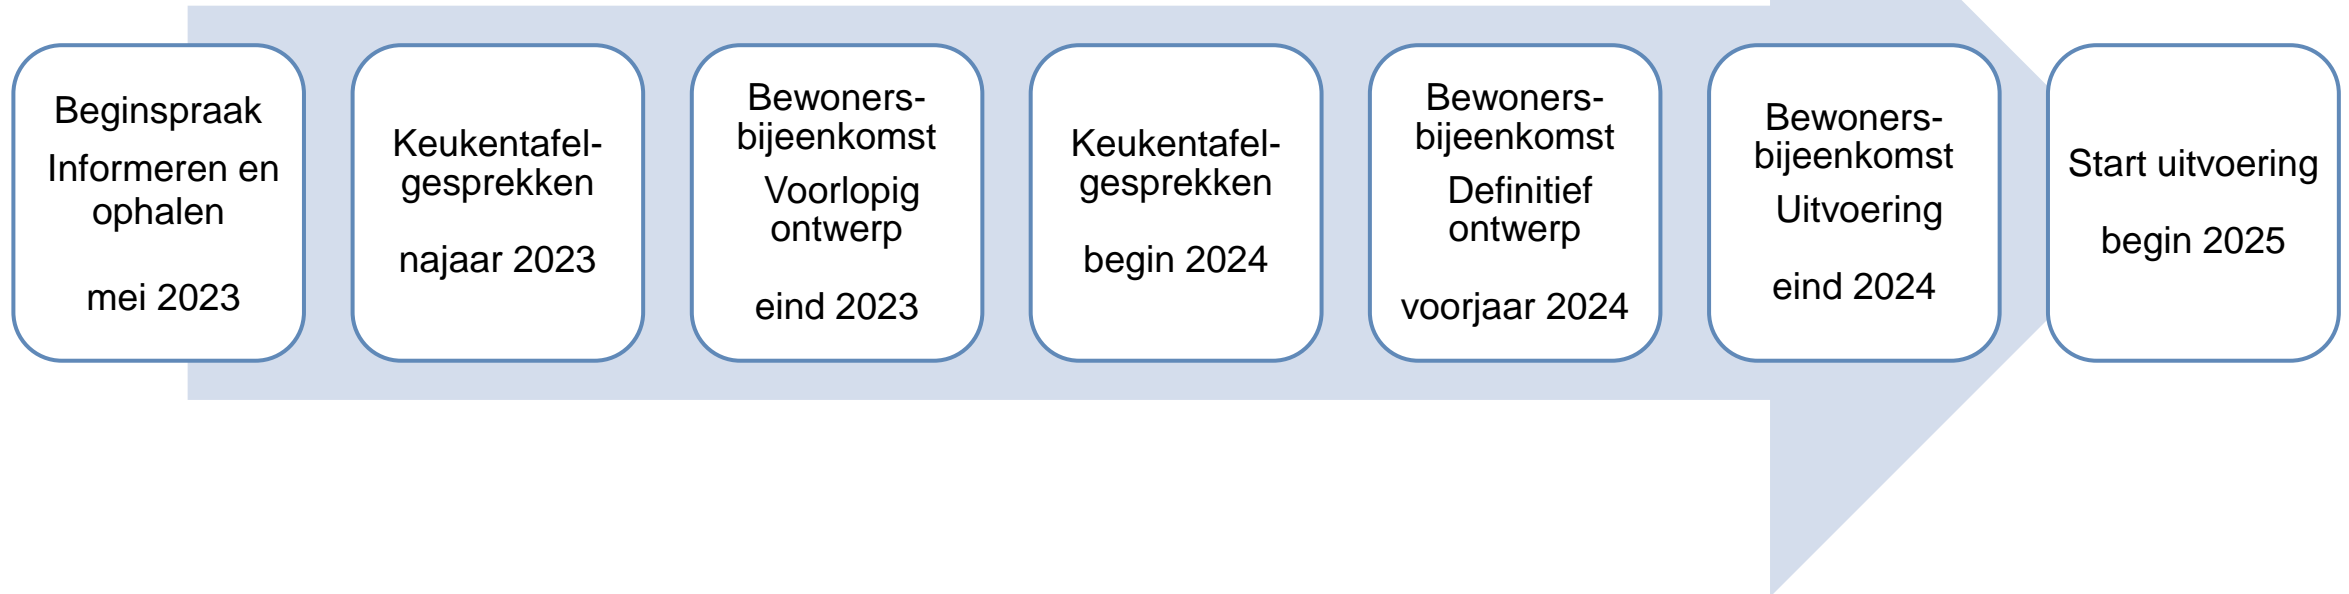 Beginspraak
Informeren en
ophalen
mei 2023
Keukentafel-
gesprekken
najaar 2023
Bewoners-
bijeenkomst
Voorlopig
ontwerp
eind 2023
Keukentafel-
gesprekken
begin 2024
Bewoners-
bijeenkomst
Definitief
ontwerp
voorjaar 2024
Bewoners-
bijeenkomst
Uitvoering
eind 2024
Start uitvoering
begin 2025